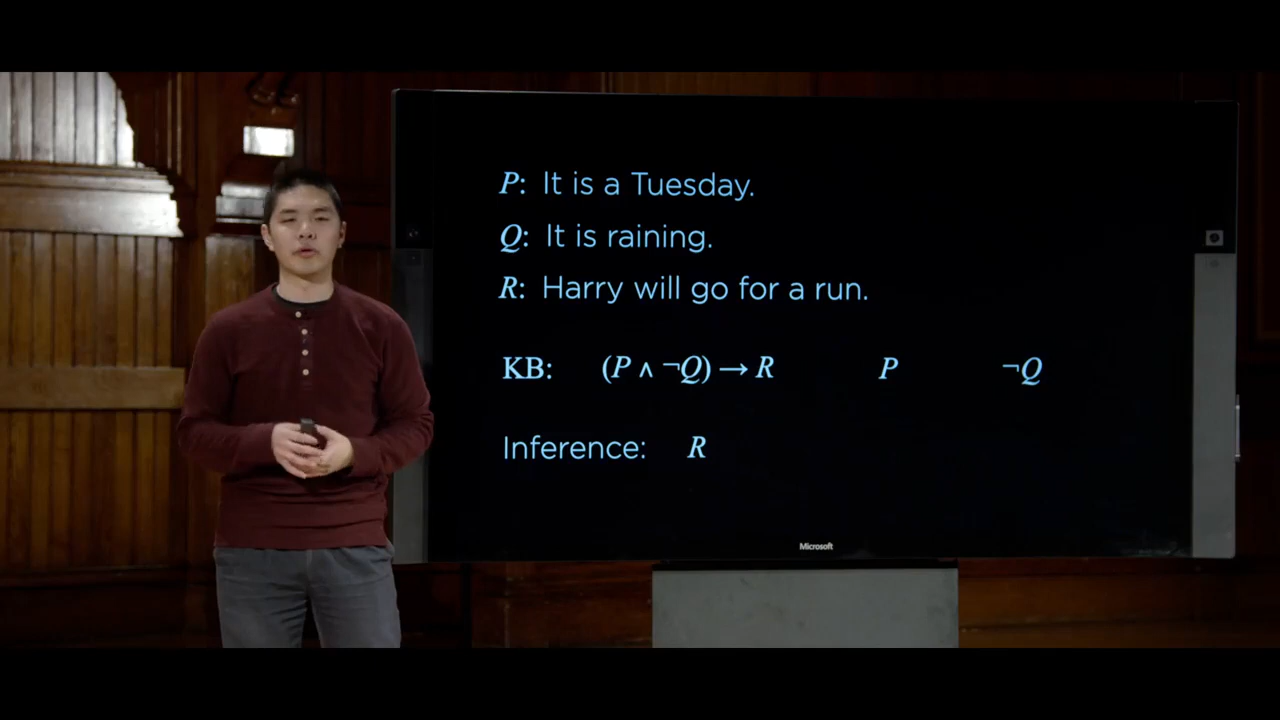 P: It is a Tuesday.
Q: It is raining.
R: Harry will go for a run.
KB: (P ∧ ¬Q) → R P ¬Q
Inference: R
Microsoft